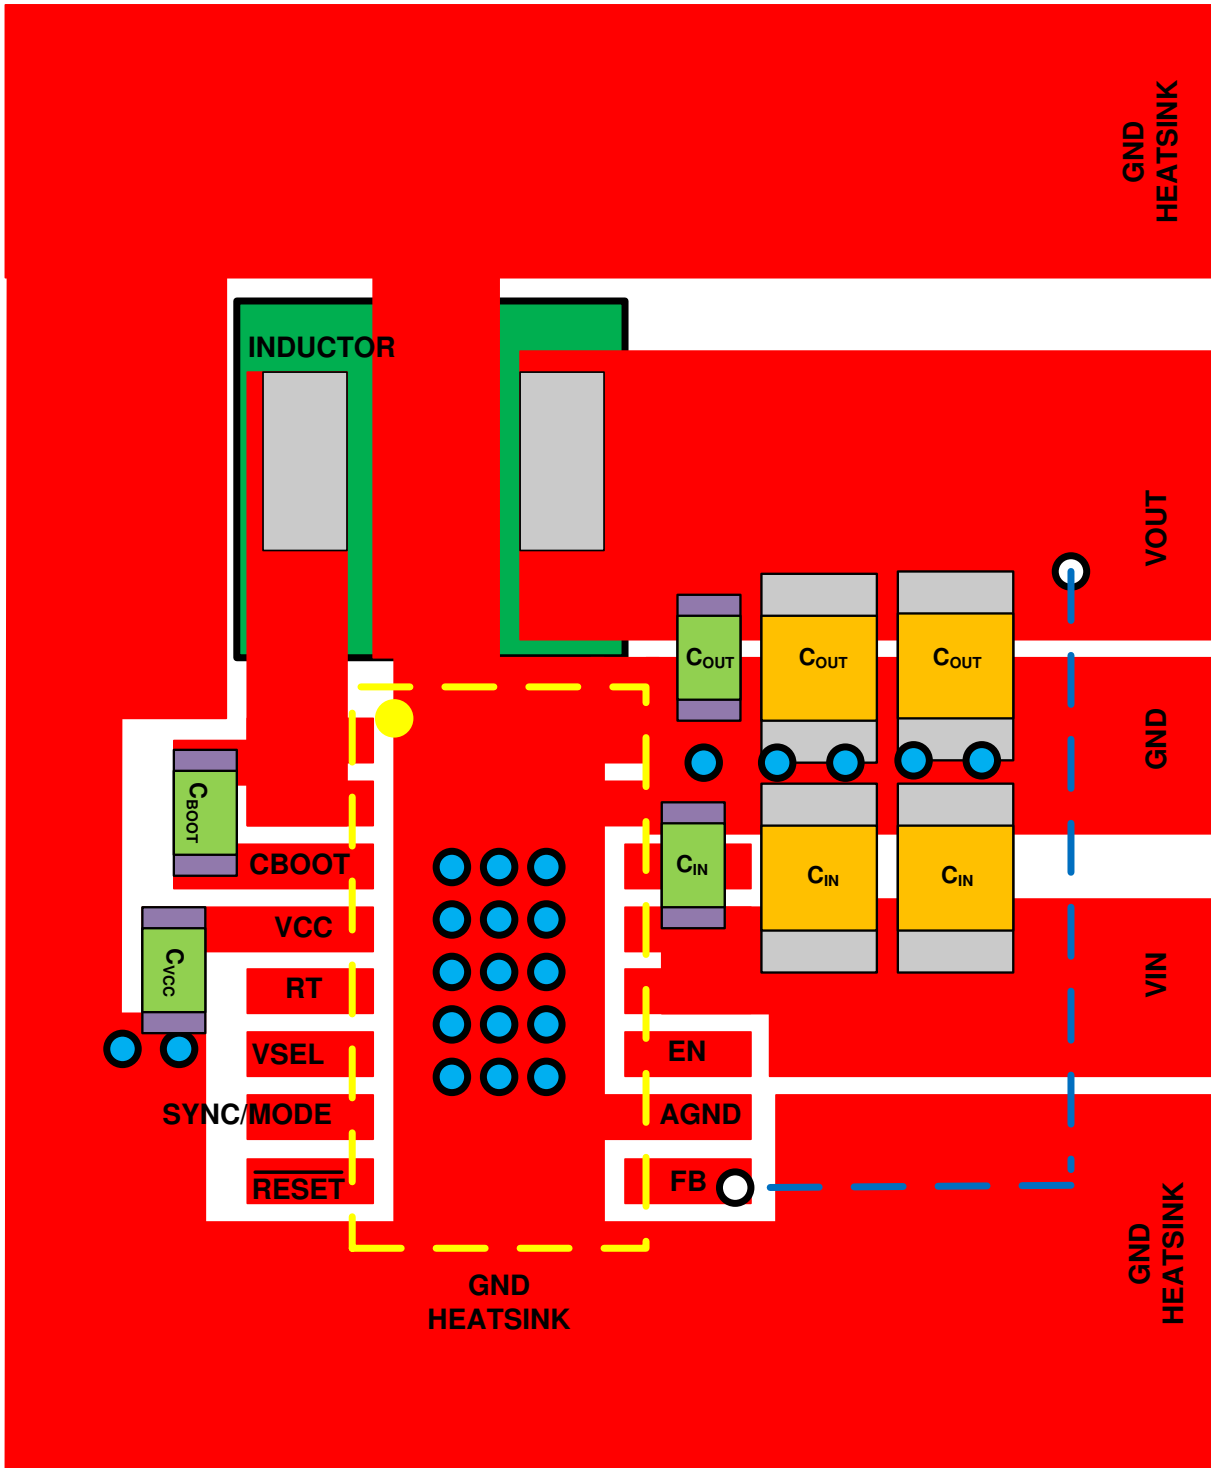 GND
HEATSINK
INDUCTOR
VOUT
COUT
COUT
COUT
GND
CBOOT
CBOOT
CIN
CIN
CIN
VCC
CVCC
RT
VIN
VSEL
EN
SYNC/MODE
AGND
RESET
FB
GND
HEATSINK
GND
HEATSINK